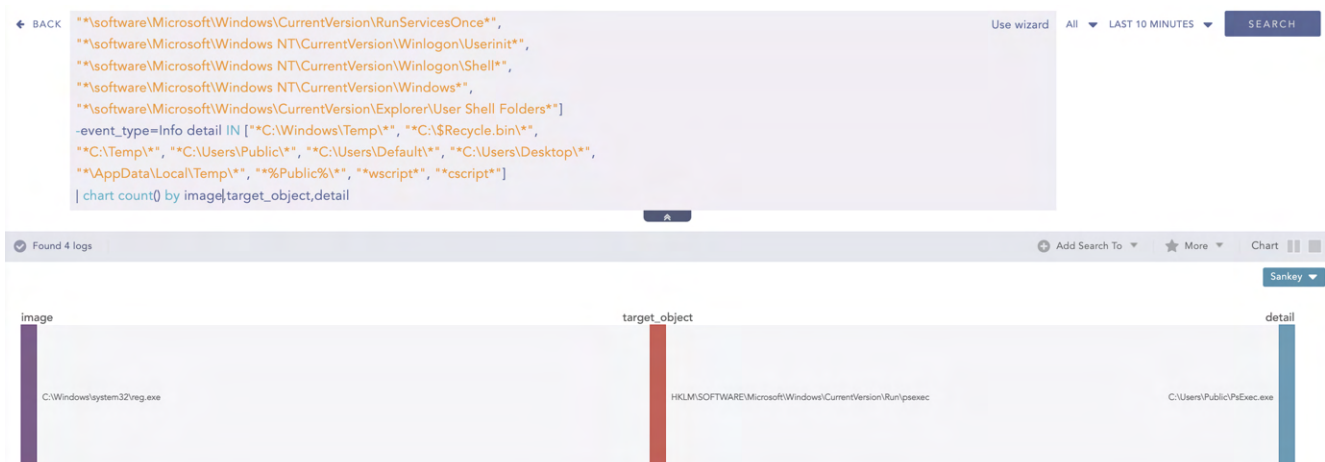 BACK
"*\software\Microsoft\Windows\CurrentVersion\RunServicesOnce*",
"*\software\Microsoft\Windows NT\CurrentVersion\Winlogon\Userinit*",
"*\software\Microsoft\Windows NT\CurrentVersion\Winlogon\Shell*",
"*\software\Microsoft\Windows NT\CurrentVersion\Windows*",
"*\software\Microsoft\Windows\CurrentVersion\Explorer\User Shell Folders*"]
-event_type=Info detail IN ["*C:\Windows\Temp\*", "*C:\$Recycle.bin\*",
"*C:\Temp\*", "*C:\Users\Public\*", "*C:\Users\Default\*", "*C:\Users\Desktop\*",
"*\AppData\Local\Temp\*", "*%Public%\*", "*wscript*", "*cscript*"]
| chart count() by image,target_object,detail
Use wizard All LAST 10 MINUTES SEARCH
Found 4 logs Add Search To More Chart
Sankey
image target_object detail
C:\Windows\system32\reg.exe HKLM\SOFTWARE\Microsoft\Windows\CurrentVersion\Run\psexec C:\Users\Public\PsExec.exe